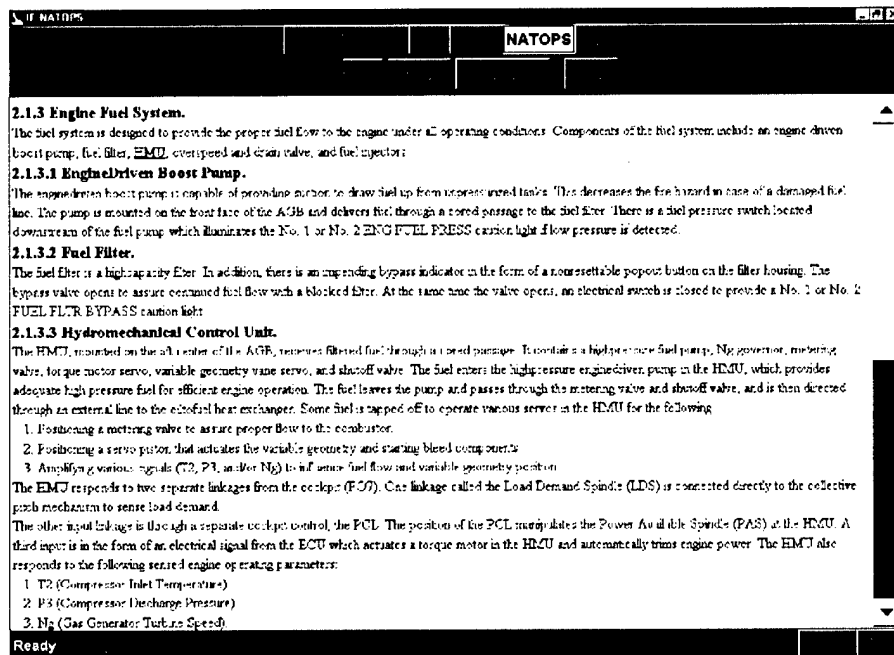 IF NATOPS
NATOPS
2.1.3 Engine Fuel System.
The fuel system is designed to provide the proper fuel flow to the engine under all operating conditions. Components of the fuel system include an engine driven
boost pump, fuel filter, HMU, overspeed and drain valve, and fuel injectors
2.1.3.1 EngineDriven Boost Pump.
The enginedriven boost pump is capable of providing suction to draw fuel up from unpressurized tanks. This decreases the fire hazard in case of a damaged fuel
line. The pump is mounted on the front face of the AGB and delivers fuel through a cored passage to the fuel filter. There is a fuel pressure switch located
downstream of the fuel pump which illuminates the No. 1 or No. 2 ENG FUEL PRESS caution light if low pressure is detected.
2.1.3.2 Fuel Filter.
The fuel filter is a highcapacity filter. In addition, there is an impending bypass indicator in the form of a nonresettable popout button on the filter housing. The
bypass valve opens to assure continued fuel flow with a blocked filter. At the same time the valve opens, an electrical switch is closed to provide a No. 1 or No. 2
FUEL FLTR BYPASS caution light
2.1.3.3 Hydromechanical Control Unit.
The HMU, mounted on the aft center of the AGB, receives filtered fuel through a cored passage. It contains a highpressure fuel pump, Ng governor, metering
valve, torque motor servo, variable geometry vane servo, and shutoff valve. The fuel enters the highpressure enginedriven pump in the HMU, which provides
adequate high pressure fuel for efficient engine operation. The fuel leaves the pump and passes through the metering valve and shutoff valve, and is then directed
through an external line to the oiltofuel heat exchanger. Some fuel is tapped off to operate various servos in the HMU for the following
1. Positioning a metering valve to assure proper flow to the combustor.
2. Positioning a servo piston that actuates the variable geometry and starting bleed components
3. Amplifying various signals (T2, P3, and/or Ng) to influence fuel flow and variable geometry position
The HMU responds to two separate linkages from the cockpit (FO7). One linkage called the Load Demand Spindle (LDS) is connected directly to the collective
pitch mechanism to sense load demand.
The other input linkage is through a separate cockpit control, the PCL. The position of the PCL manipulates the Power Available Spindle (PAS) at the HMU. A
third input is in the form of an electrical signal from the ECU which actuates a torque motor in the HMU and automatically trims engine power. The HMU also
responds to the following sensed engine operating parameters:
1. T2 (Compressor Inlet Temperature)
2. P3 (Compressor Discharge Pressure)
3. Ng (Gas Generator Turbine Speed).
Ready